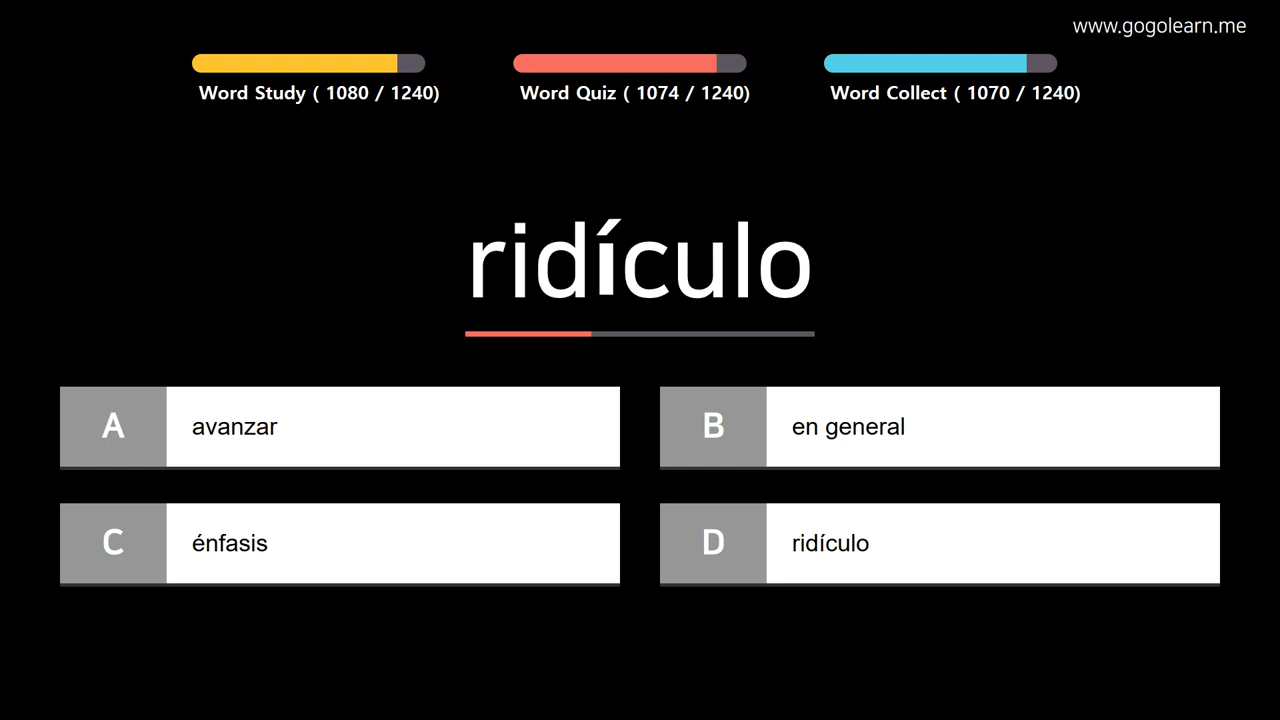 www.gogolearn.me
Word Study ( 1080 / 1240)
Word Quiz ( 1074 / 1240)
Word Collect ( 1070 / 1240)
ridículo
A avanzar
B en general
C énfasis
D ridículo